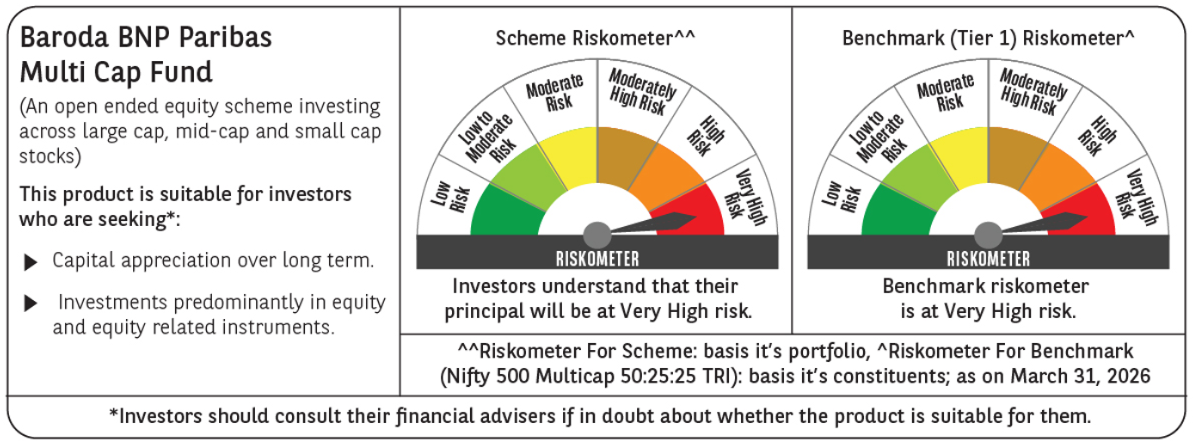 Baroda BNP Paribas
Multi Cap Fund
(An open ended equity scheme investing
across large cap, mid-cap and small cap
stocks)
This product is suitable for investors
who are seeking*:
▶ Capital appreciation over long term.
▶ Investments predominantly in equity
and equity related instruments.
Scheme Riskometer^^
Low
Risk
Low to
Moderate
Risk
Moderate
Risk
Moderately
High Risk
High
Risk
Very High
Risk
RISKOMETER
Investors understand that their
principal will be at Very High risk.
Benchmark (Tier 1) Riskometer^
Low
Risk
Low to
Moderate
Risk
Moderate
Risk
Moderately
High Risk
High
Risk
Very High
Risk
RISKOMETER
Benchmark riskometer
is at Very High risk.
^^Riskometer For Scheme: basis it's portfolio, ^Riskometer For Benchmark
(Nifty 500 Multicap 50:25:25 TRI): basis it's constituents; as on March 31, 2026
*Investors should consult their financial advisers if in doubt about whether the product is suitable for them.